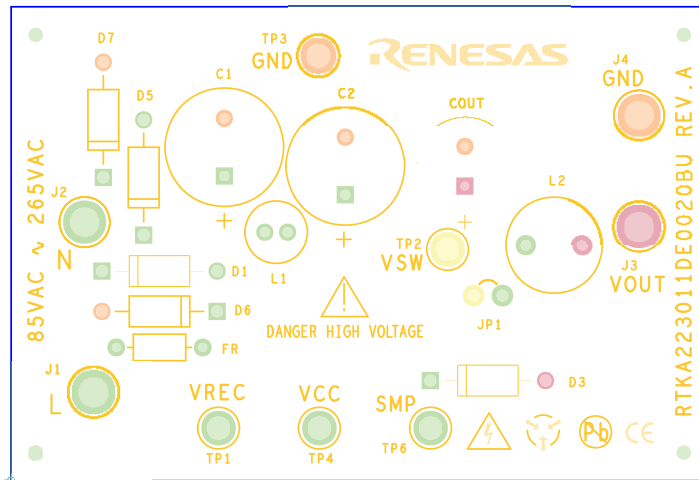 D7
TP3
GND
RENESAS
J4
GND
C1
C2
COUT
D5
85VAC ~ 265VAC
J2
N
L2
TP2
VSW
J3
VOUT
RTKA223011DE0020BU REV.A
D1
L1
D6
DANGER HIGH VOLTAGE
JP1
FR
J1
L
VREC
VCC
SMP
D3
TP1
TP4
TP6
Pb
CE